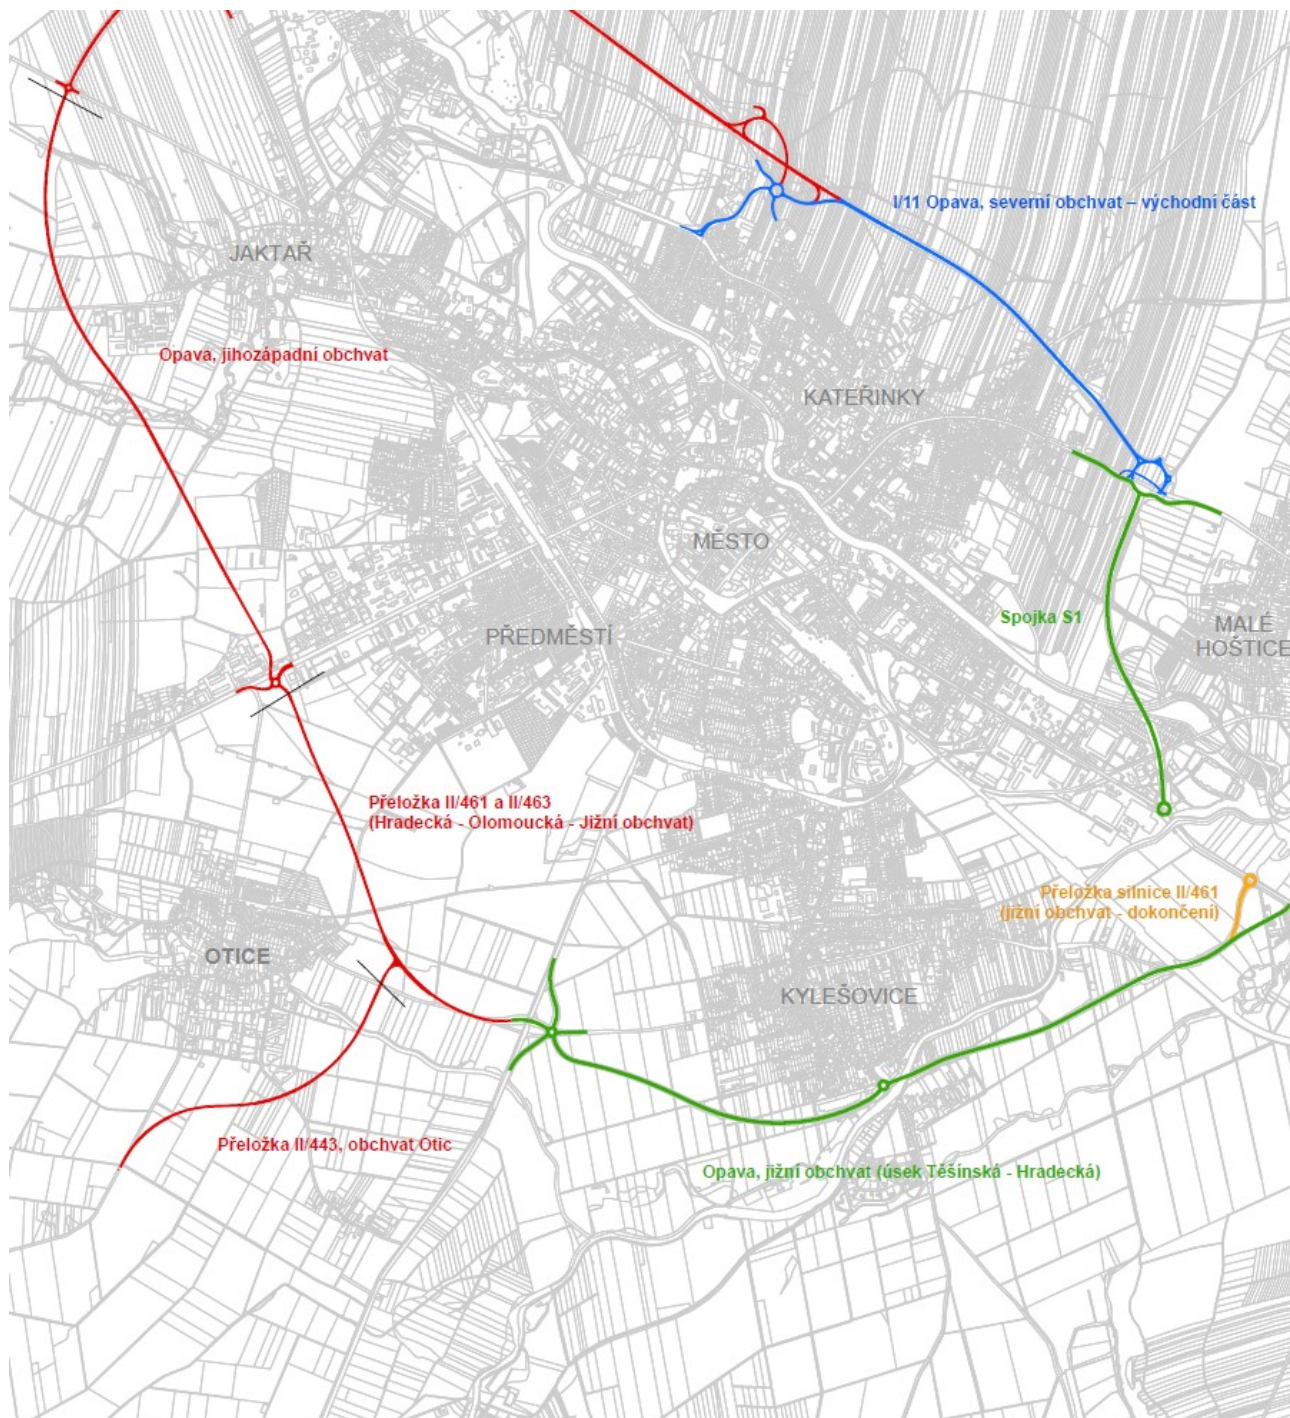 I/11 Opava, severní obchvat – východní část
JAKTAŘ
Opava, jihozápadní obchvat
KATEŘINKY
MĚSTO
Spojka S1
PŘEDMĚSTÍ
MALÉ
HOŠTICE
Přeložka II/461 a II/463
(Hradecká - Olomoucká - Jižní obchvat)
Přeložka silnice II/461
(jižní obchvat - dokončení)
OTICE
KYLEŠOVICE
Přeložka II/443, obchvat Otic
Opava, jižní obchvat (úsek Těšínská - Hradecká)